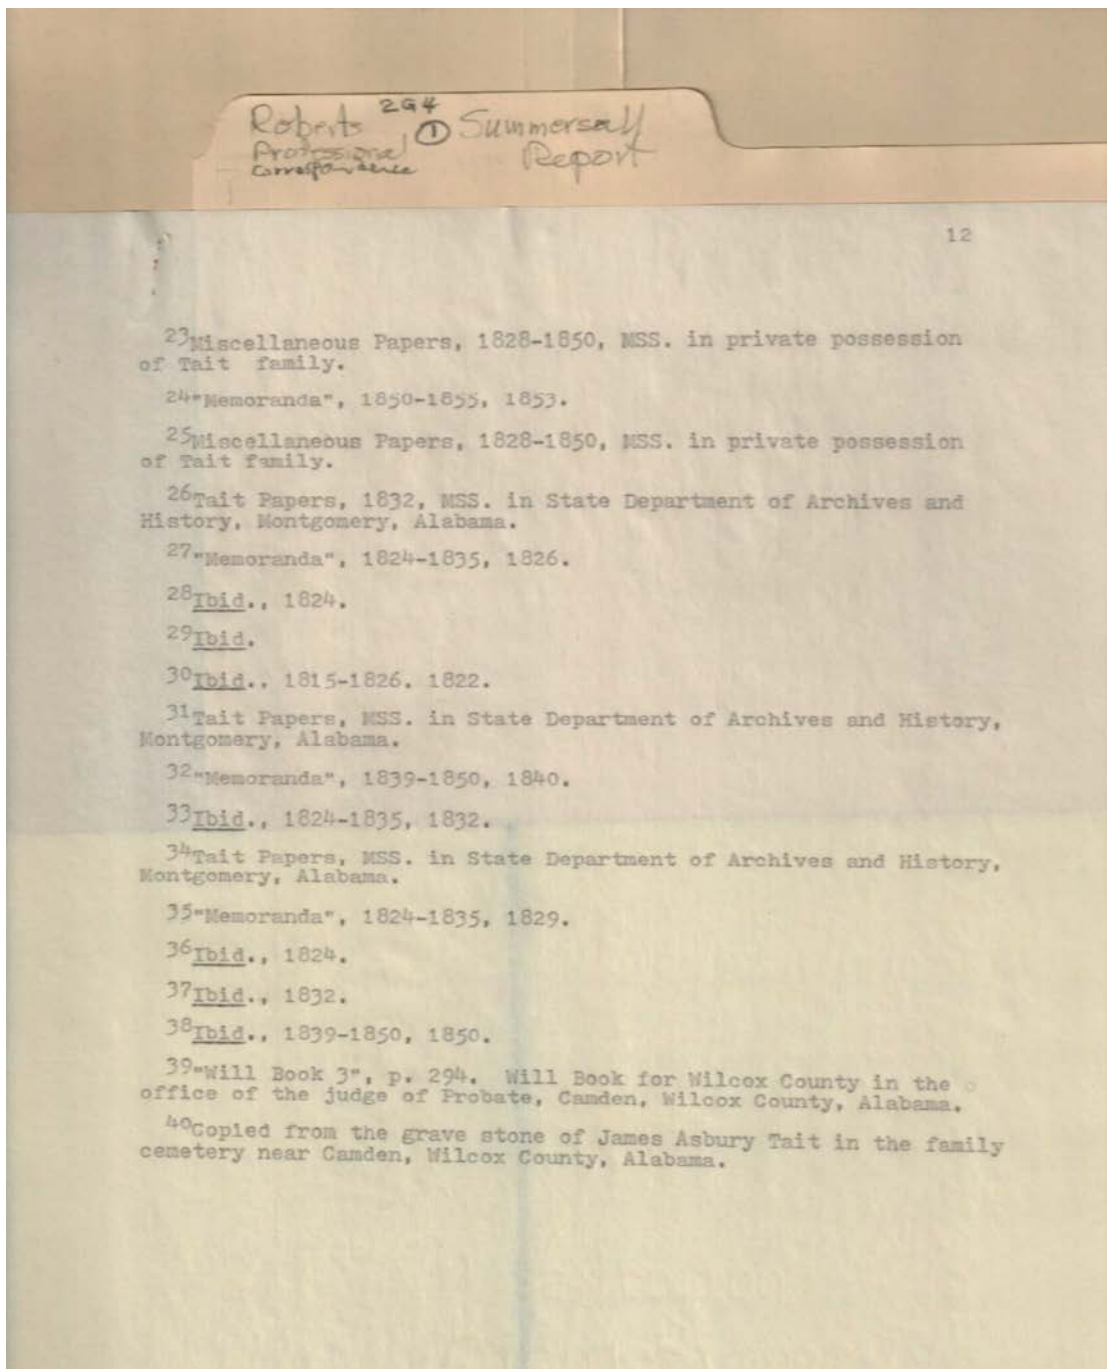 Roberts 2G4 ① Summersall
Professional Report
Correspondence
12
23Miscellaneous Papers, 1828-1850, MSS. in private possession
of Tait family.
24"Memoranda", 1850-1855, 1853.
25Miscellaneous Papers, 1828-1850, MSS. in private possession
of Tait family.
26Tait Papers, 1832, MSS. in State Department of Archives and
History, Montgomery, Alabama.
27"Memoranda", 1824-1835, 1826.
28Ibid., 1824.
29Ibid.
30Ibid., 1815-1826. 1822.
31Tait Papers, MSS. in State Department of Archives and History,
Montgomery, Alabama.
32"Memoranda", 1839-1850, 1840.
33Ibid., 1824-1835, 1832.
34Tait Papers, MSS. in State Department of Archives and History,
Montgomery, Alabama.
35"Memoranda", 1824-1835, 1829.
36Ibid., 1824.
37Ibid., 1832.
38Ibid., 1839-1850, 1850.
39"Will Book 3", p. 294. Will Book for Wilcox County in the
office of the judge of Probate, Camden, Wilcox County, Alabama.
40Copied from the grave stone of James Asbury Tait in the family
cemetery near Camden, Wilcox County, Alabama.